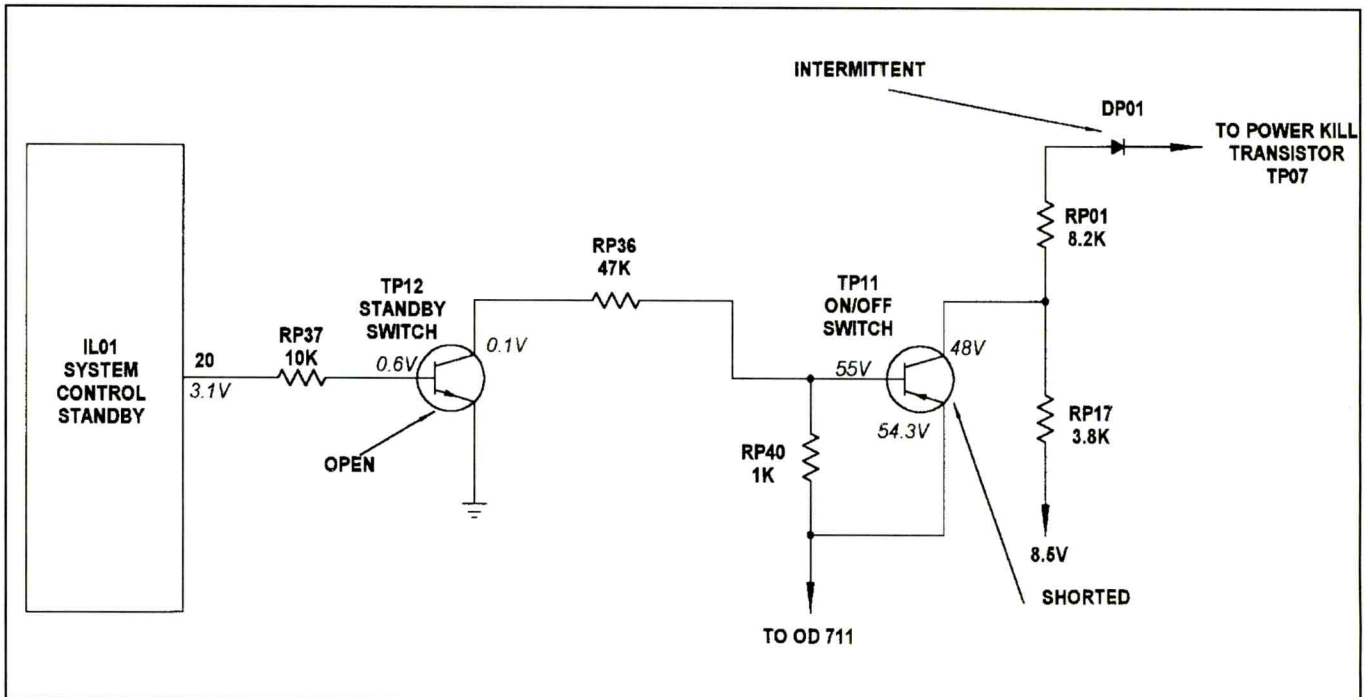 INTERMITTENT
DP01
TO POWER KILL
TRANSISTOR
TP07
RP01
8.2K
RP36
47K
TP12
STANDBY
SWITCH
TP11
ON/OFF
SWITCH
IL01
SYSTEM
CONTROL
STANDBY
20
3.1V
RP37
10K
0.6V
0.1V
OPEN
55V
48V
54.3V
RP40
1K
RP17
3.8K
8.5V
SHORTED
TO OD 711